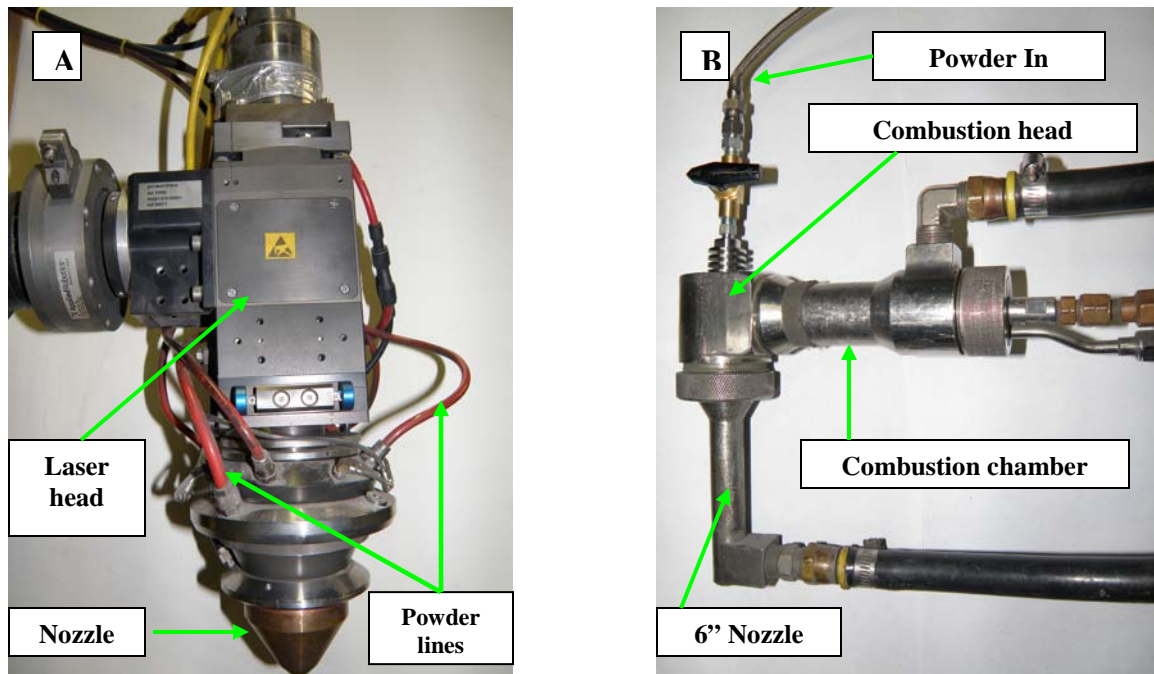 A
Laser
head
Nozzle
Powder
lines
B
Powder In
Combustion head
Combustion chamber
6” Nozzle